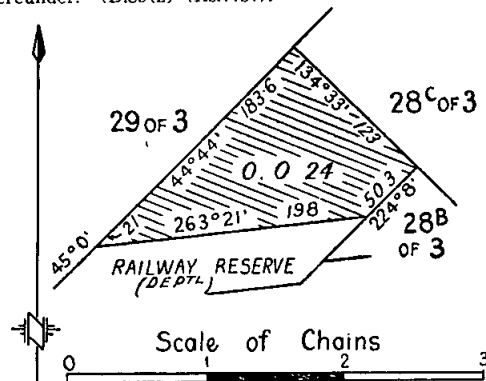 29 OF 3
183.6
134°33' 123
28C OF 3
44°44'
0.0 24
50.3
224°8'
28B
OF 3
21
263°21'
198
45°0'
RAILWAY RESERVE
(DEPTL)
Scale of Chains
0 1 2 3